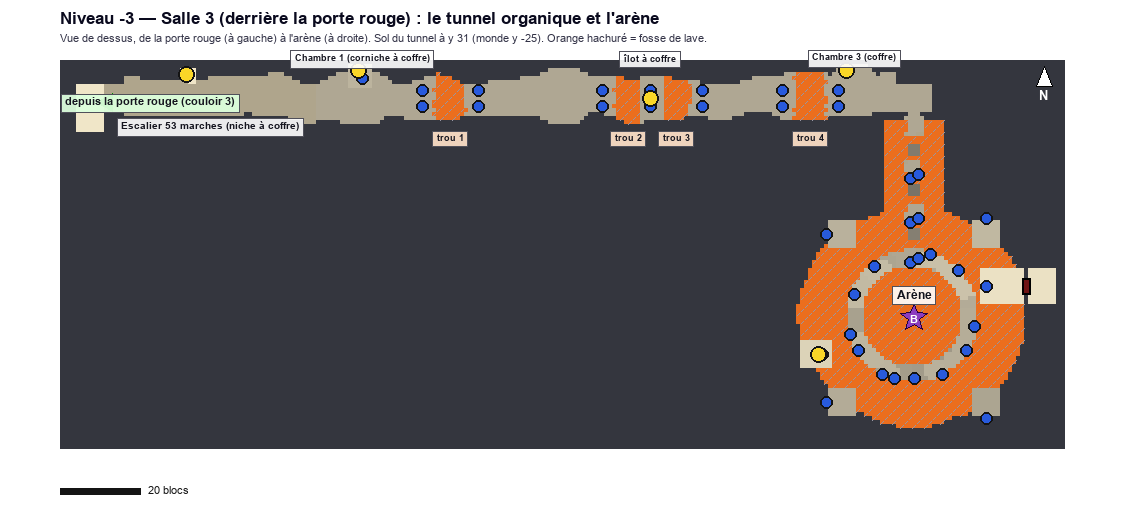 Niveau -3 — Salle 3 (derrière la porte rouge) : le tunnel organique et l'arène
Vue de dessus, de la porte rouge (à gauche) à l'arène (à droite). Sol du tunnel à y 31 (monde y -25). Orange hachuré = fosse de lave.
Chambre 1 (corniche à coffre)
îlot à coffre
Chambre 3 (coffre)
depuis la porte rouge (couloir 3)
N
Escalier 53 marches (niche à coffre)
trou 1
trou 2
trou 3
trou 4
Arène
B
20 blocs